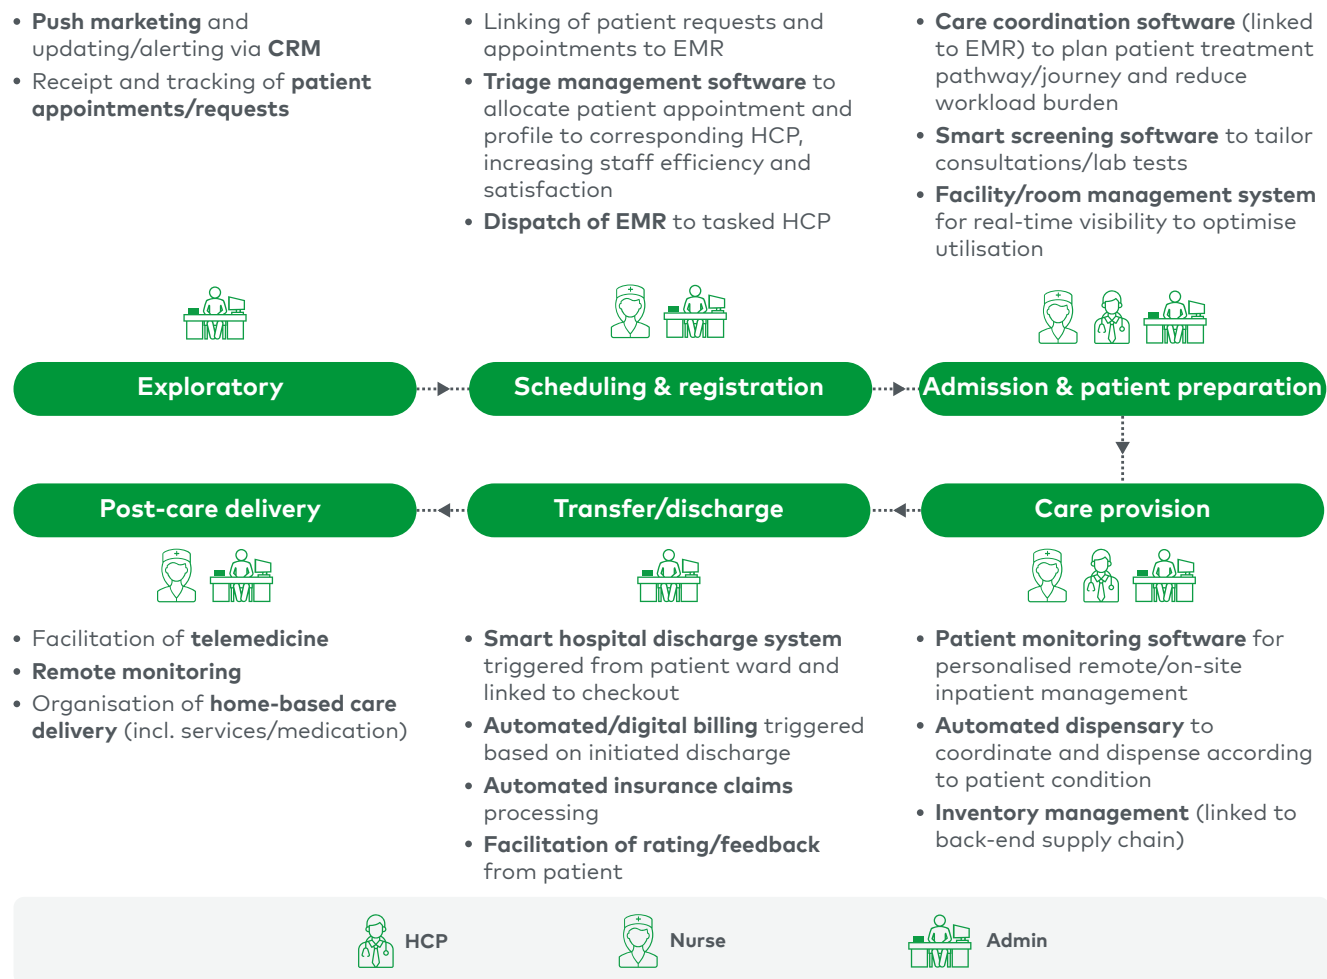 • Push marketing and
updating/alerting via CRM
• Receipt and tracking of patient
appointments/requests
• Linking of patient requests and
appointments to EMR
• Triage management software to
allocate patient appointment and
profile to corresponding HCP,
increasing staff efficiency and
satisfaction
• Dispatch of EMR to tasked HCP
• Care coordination software (linked
to EMR) to plan patient treatment
pathway/journey and reduce
workload burden
• Smart screening software to tailor
consultations/lab tests
• Facility/room management system
for real-time visibility to optimise
utilisation
Exploratory
Scheduling & registration
Admission & patient preparation
Post-care delivery
Transfer/discharge
Care provision
• Facilitation of telemedicine
• Remote monitoring
• Organisation of home-based care
delivery (incl. services/medication)
• Smart hospital discharge system
triggered from patient ward and
linked to checkout
• Automated/digital billing triggered
based on initiated discharge
• Automated insurance claims
processing
• Facilitation of rating/feedback
from patient
• Patient monitoring software for
personalised remote/on-site
inpatient management
• Automated dispensary to
coordinate and dispense according
to patient condition
• Inventory management (linked to
back-end supply chain)
HCP
Nurse
Admin